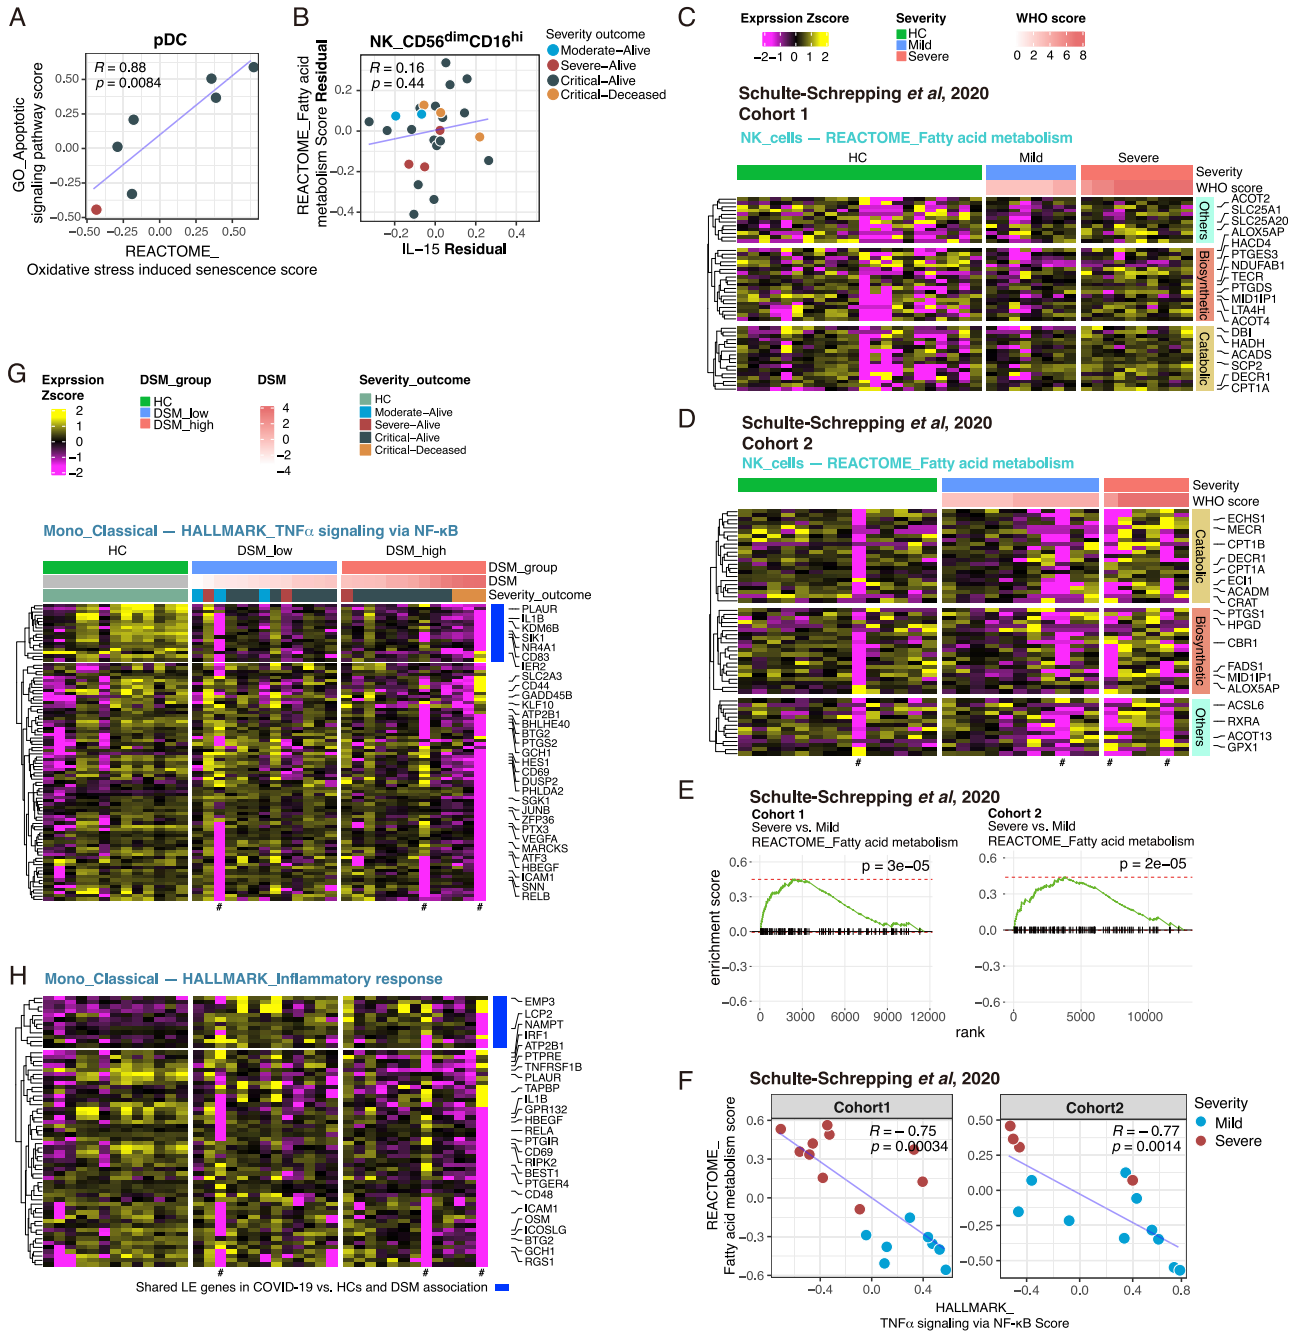 A
pDC
R = 0.88
p = 0.0084
GO_Apoptotic
signaling pathway score
0.50
0.25
0.00
−0.25
−0.50
−0.50 −0.25 0.00 0.25 0.50
REACTOME_
Oxidative stress induced senescence score
B
NK_CD56dimCD16hi
R = 0.16
p = 0.44
REACTOME_Fatty acid
metabolism Score Residual
0.2
0.0
−0.2
−0.4
−0.2 0.0 0.2 0.4
IL−15 Residual
Severity outcome
Moderate−Alive
Severe−Alive
Critical−Alive
Critical−Deceased
C
Exprssion Zscore
−2−1 0 1 2
Severity
HC
Mild
Severe
WHO score
0 2 4 6 8
Schulte-Schrepping et al, 2020
Cohort 1
NK_cells — REACTOME_Fatty acid metabolism
HC Mild Severe
Severity
WHO score
Others
Biosynthetic
Catabolic
ACOT2
SLC25A1
SLC25A20
ALOX5AP
HACD4
PTGES3
NDUFAB1
TECR
PTGDS
MID1IP1
LTA4H
ACOT4
DBI
HADH
ACADS
SCP2
DECR1
CPT1A
D
Schulte-Schrepping et al, 2020
Cohort 2
NK_cells — REACTOME_Fatty acid metabolism
Severity
WHO score
Catabolic
Biosynthetic
Others
ECHS1
MECR
CPT1B
DECR1
CPT1A
ECI1
ACADM
CRAT
PTGS1
HPGD
CBR1
FADS1
MID1IP1
ALOX5AP
ACSL6
RXRA
ACOT13
GPX1
# # # #
E
Schulte-Schrepping et al, 2020
Cohort 1
Severe vs. Mild
REACTOME_Fatty acid metabolism
p = 3e−05
enrichment score
0.6
0.3
0.0
−0.3
−0.6
0 3000 6000 9000 12000
Cohort 2
Severe vs. Mild
REACTOME_Fatty acid metabolism
p = 2e−05
0.6
0.3
0.0
−0.3
−0.6
0 5000 10000
rank
F
Schulte-Schrepping et al, 2020
Cohort1
R = −0.75
p = 0.00034
REACTOME_
Fatty acid metabolism score
0.6
0.3
0.0
−0.3
−0.6
−0.4 0.0 0.4
Cohort2
R = −0.77
p = 0.0014
0.50
0.25
0.00
−0.25
−0.50
−0.4 0.0 0.4 0.8
HALLMARK_
TNFα signaling via NF-κB Score
Severity
Mild
Severe
G
Exprssion
Zscore
2
1
0
−1
−2
DSM_group
HC
DSM_low
DSM_high
DSM
4
2
0
−2
−4
Severity_outcome
HC
Moderate−Alive
Severe−Alive
Critical−Alive
Critical−Deceased
Mono_Classical — HALLMARK_TNFα signaling via NF-κB
HC DSM_low DSM_high
DSM_group
DSM
Severity_outcome
PLAUR
IL1B
KDM6B
SIK1
NR4A1
CD83
IER2
SLC2A3
CD44
GADD45B
KLF10
ATP2B1
BHLHE40
BTG2
PTGS2
GCH1
HES1
CD69
DUSP2
PHLDA2
SGK1
JUNB
ZFP36
PTX3
VEGFA
MARCKS
ATF3
HBEGF
ICAM1
SNN
RELB
# # #
H
Mono_Classical — HALLMARK_Inflammatory response
EMP3
LCP2
NAMPT
IRF1
ATP2B1
PTPRE
TNFRSF1B
PLAUR
TAPBP
IL1B
GPR132
HBEGF
RELA
PTGIR
CD69
RIPK2
BEST1
PTGER4
CD48
ICAM1
OSM
ICOSLG
BTG2
GCH1
RGS1
# # #
Shared LE genes in COVID-19 vs. HCs and DSM association